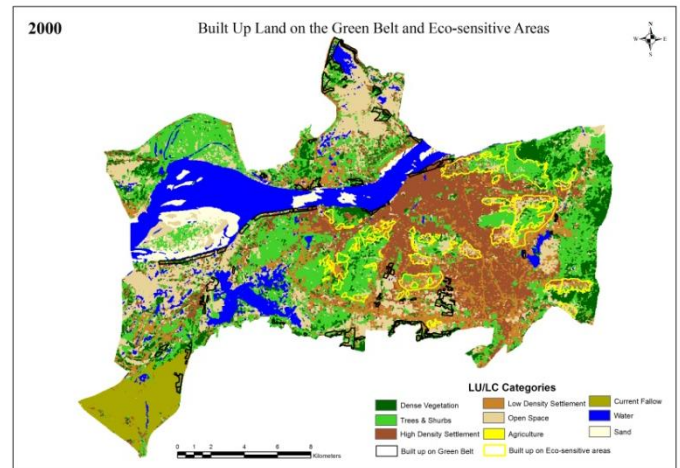 2000
Built Up Land on the Green Belt and Eco-sensitive Areas
N
W
E
S
LU/LC Categories
Dense Vegetation
Low Density Settlement
Current Fallow
Trees & Shurbs
Open Space
Water
High Density Settlement
Agriculture
Sand
Built up on Green Belt
Built up on Eco-sensitive areas
0 1 2 4 6 8
Kilometers